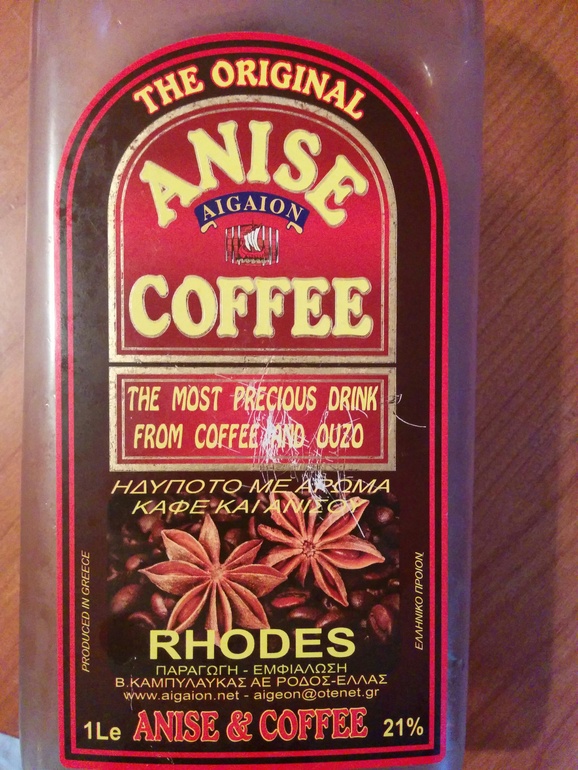 THE ORIGINAL
ANISE
AIGAION
COFFEE
THE MOST PRECIOUS DRINK
FROM COFFEE AND OUZO
ΗΔΥΠΟΤΟ ΜΕ ΑΡΩΜΑ
ΚΑΦΕ ΚΑΙ ΑΝΙΣΟΥ
PRODUCED IN GREECE
ΕΛΛΗΝΙΚΟ ΠΡΟΙΟΝ
RHODES
ΠΑΡΑΓΩΓΗ - ΕΜΦΙΑΛΩΣΗ
Β.ΚΑΜΠΥΛΑΥΚΑΣ ΑΕ ΡΟΔΟΣ-ΕΛΛΑΣ
www.aigaion.net - aigeon@otenet.gr
1Le ANISE & COFFEE 21%